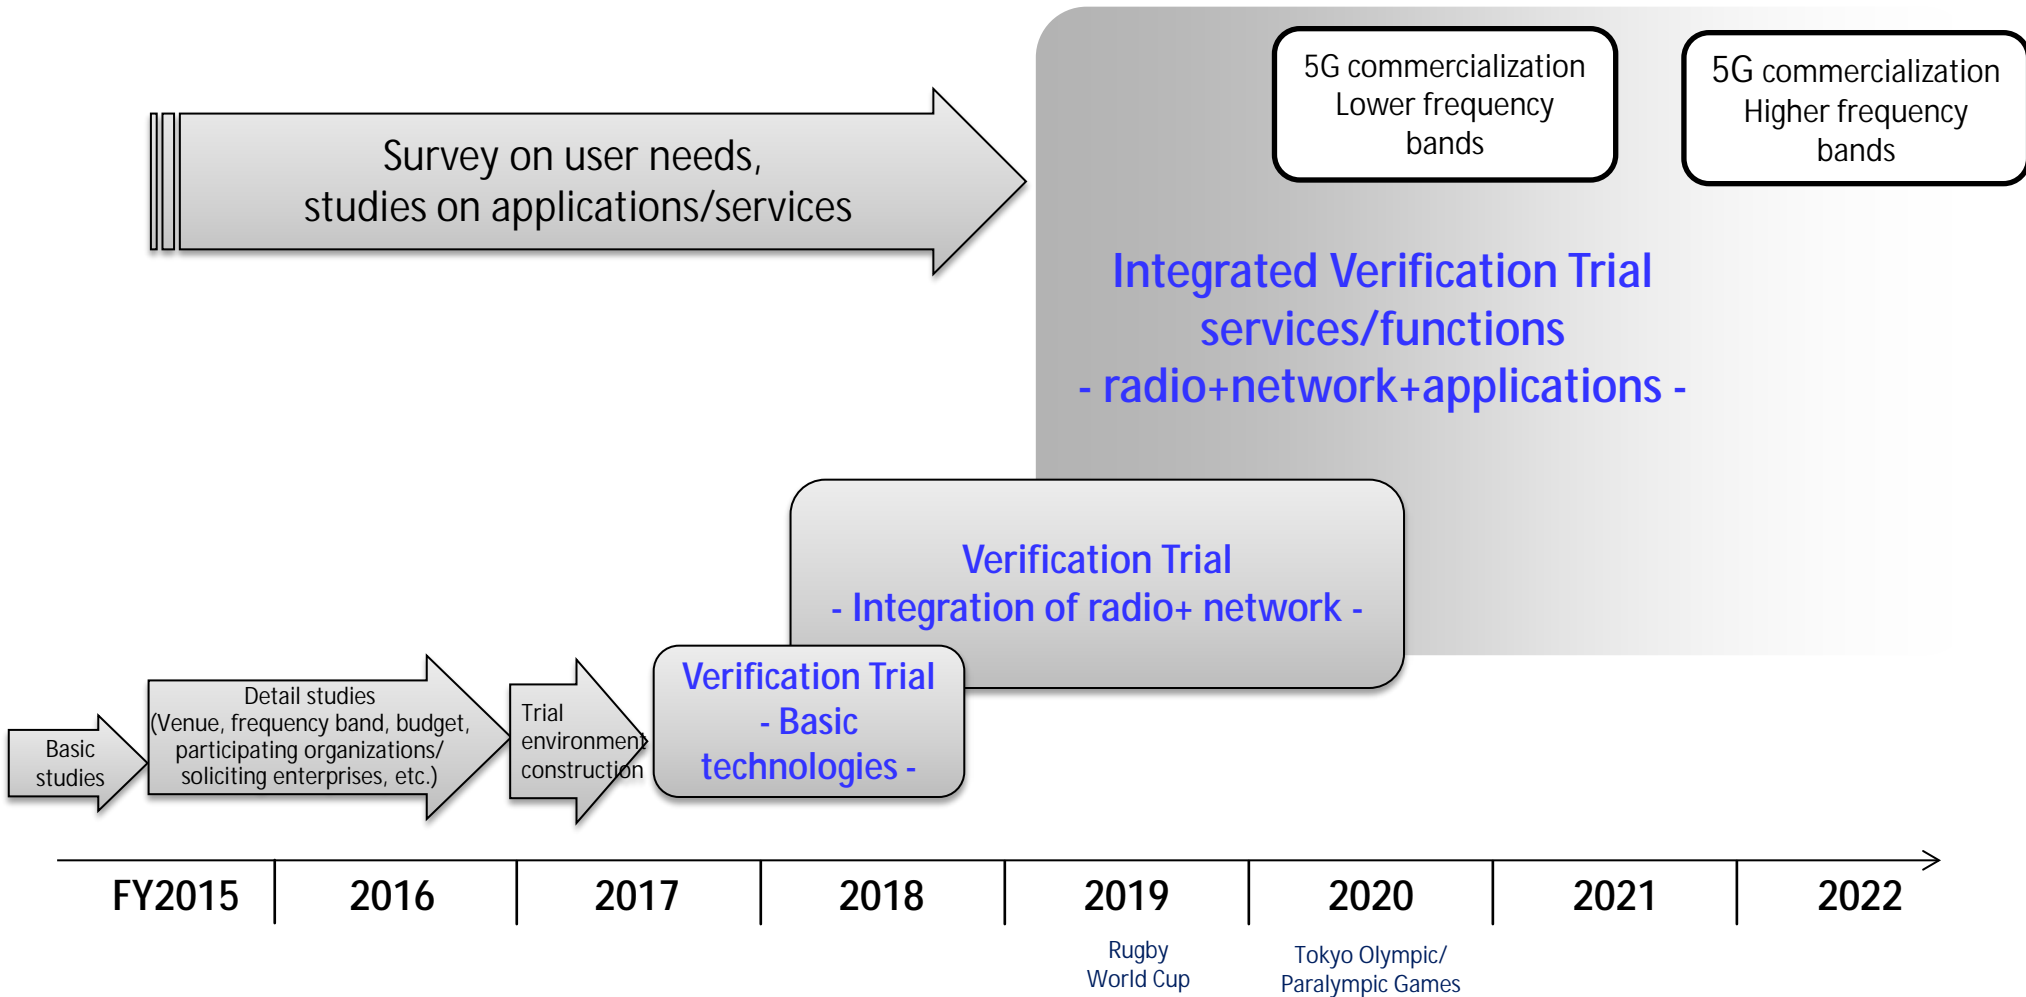 5G commercialization
Lower frequency
bands
5G commercialization
Higher frequency
bands
Survey on user needs,
studies on applications/services
Integrated Verification Trial
services/functions
- radio+network+applications -
Verification Trial
- Integration of radio+ network -
Verification Trial
- Basic
technologies -
Basic
studies
Detail studies
(Venue, frequency band, budget,
participating organizations/
soliciting enterprises, etc.)
Trial
environment
construction
FY2015 2016 2017 2018 2019 2020 2021 2022
Rugby
World Cup
Tokyo Olympic/
Paralympic Games